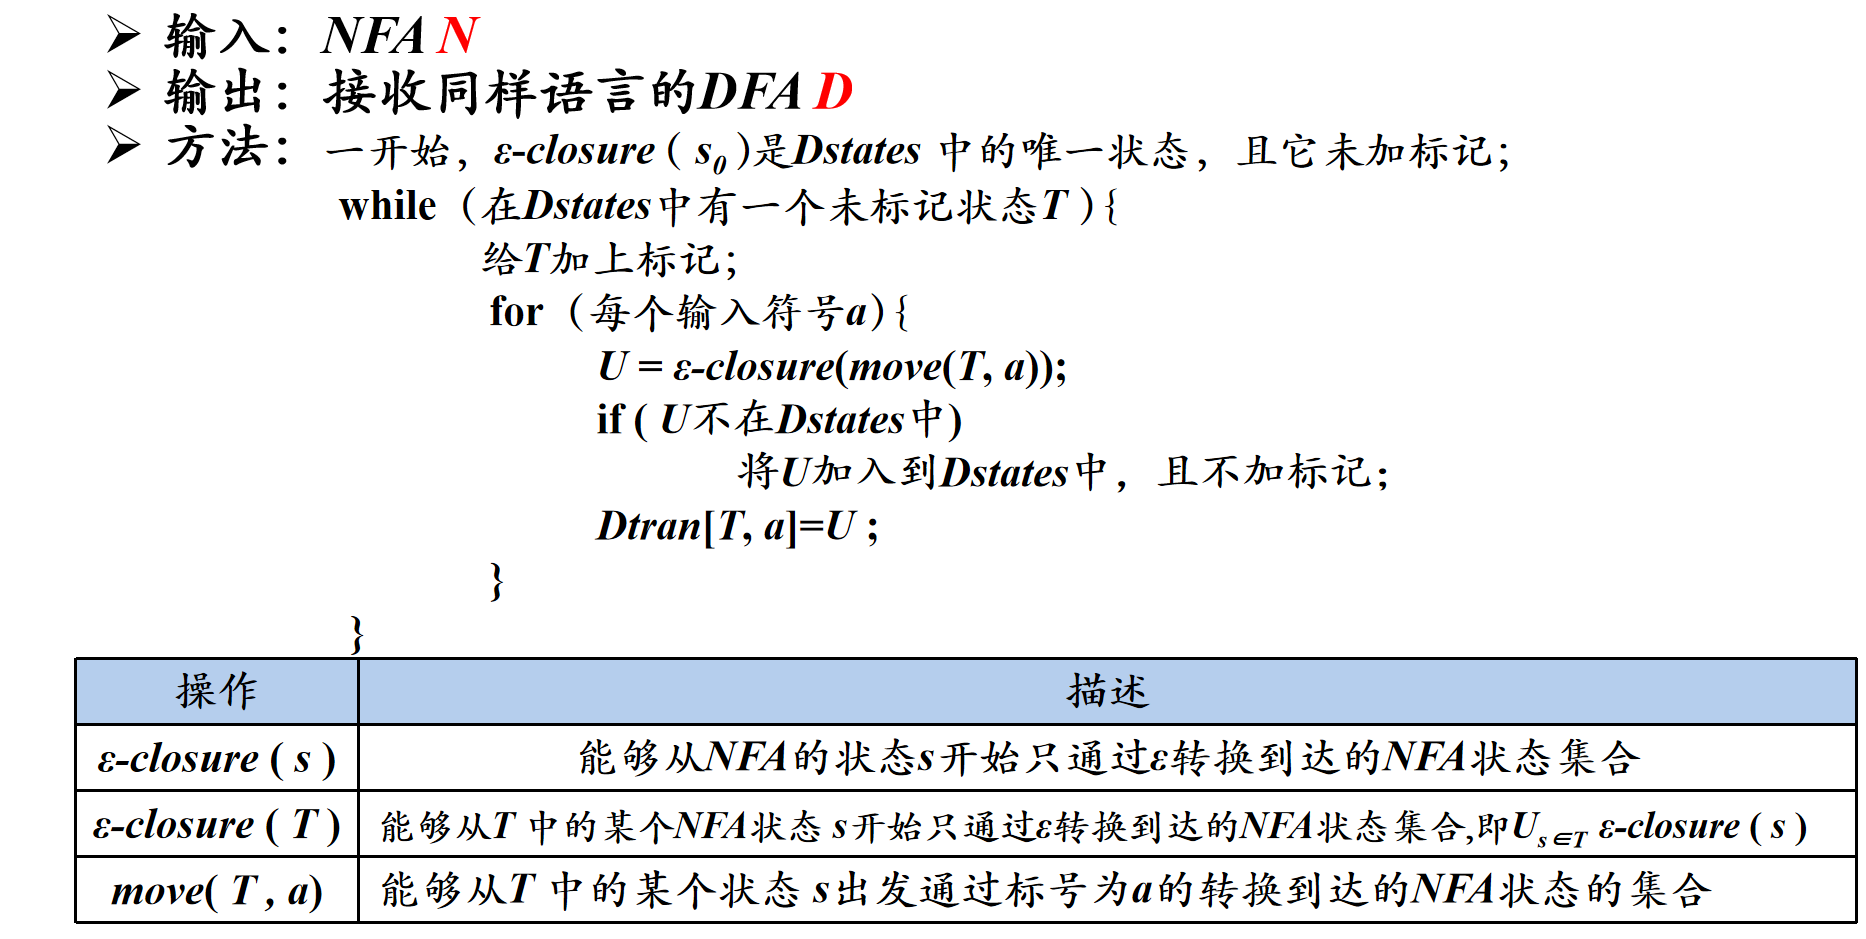 ➢ 输入：NFA N
➢ 输出：接收同样语言的DFA D
➢ 方法：一开始，ε-closure ( s₀ )是Dstates 中的唯一状态，且它未加标记；
while（在Dstates中有一个未标记状态T ）{
给T加上标记；
for（每个输入符号a）{
U = ε-closure(move(T, a));
if ( U不在Dstates中)
将U加入到Dstates中，且不加标记；
Dtran[T, a]=U ;
}
}
操作 描述
ε-closure ( s ) 能够从NFA的状态s开始只通过ε转换到达的NFA状态集合
ε-closure ( T ) 能够从T 中的某个NFA状态 s开始只通过ε转换到达的NFA状态集合,即U s∈T ε-closure ( s )
move( T , a) 能够从T 中的某个状态 s出发通过标号为a的转换到达的NFA状态的集合